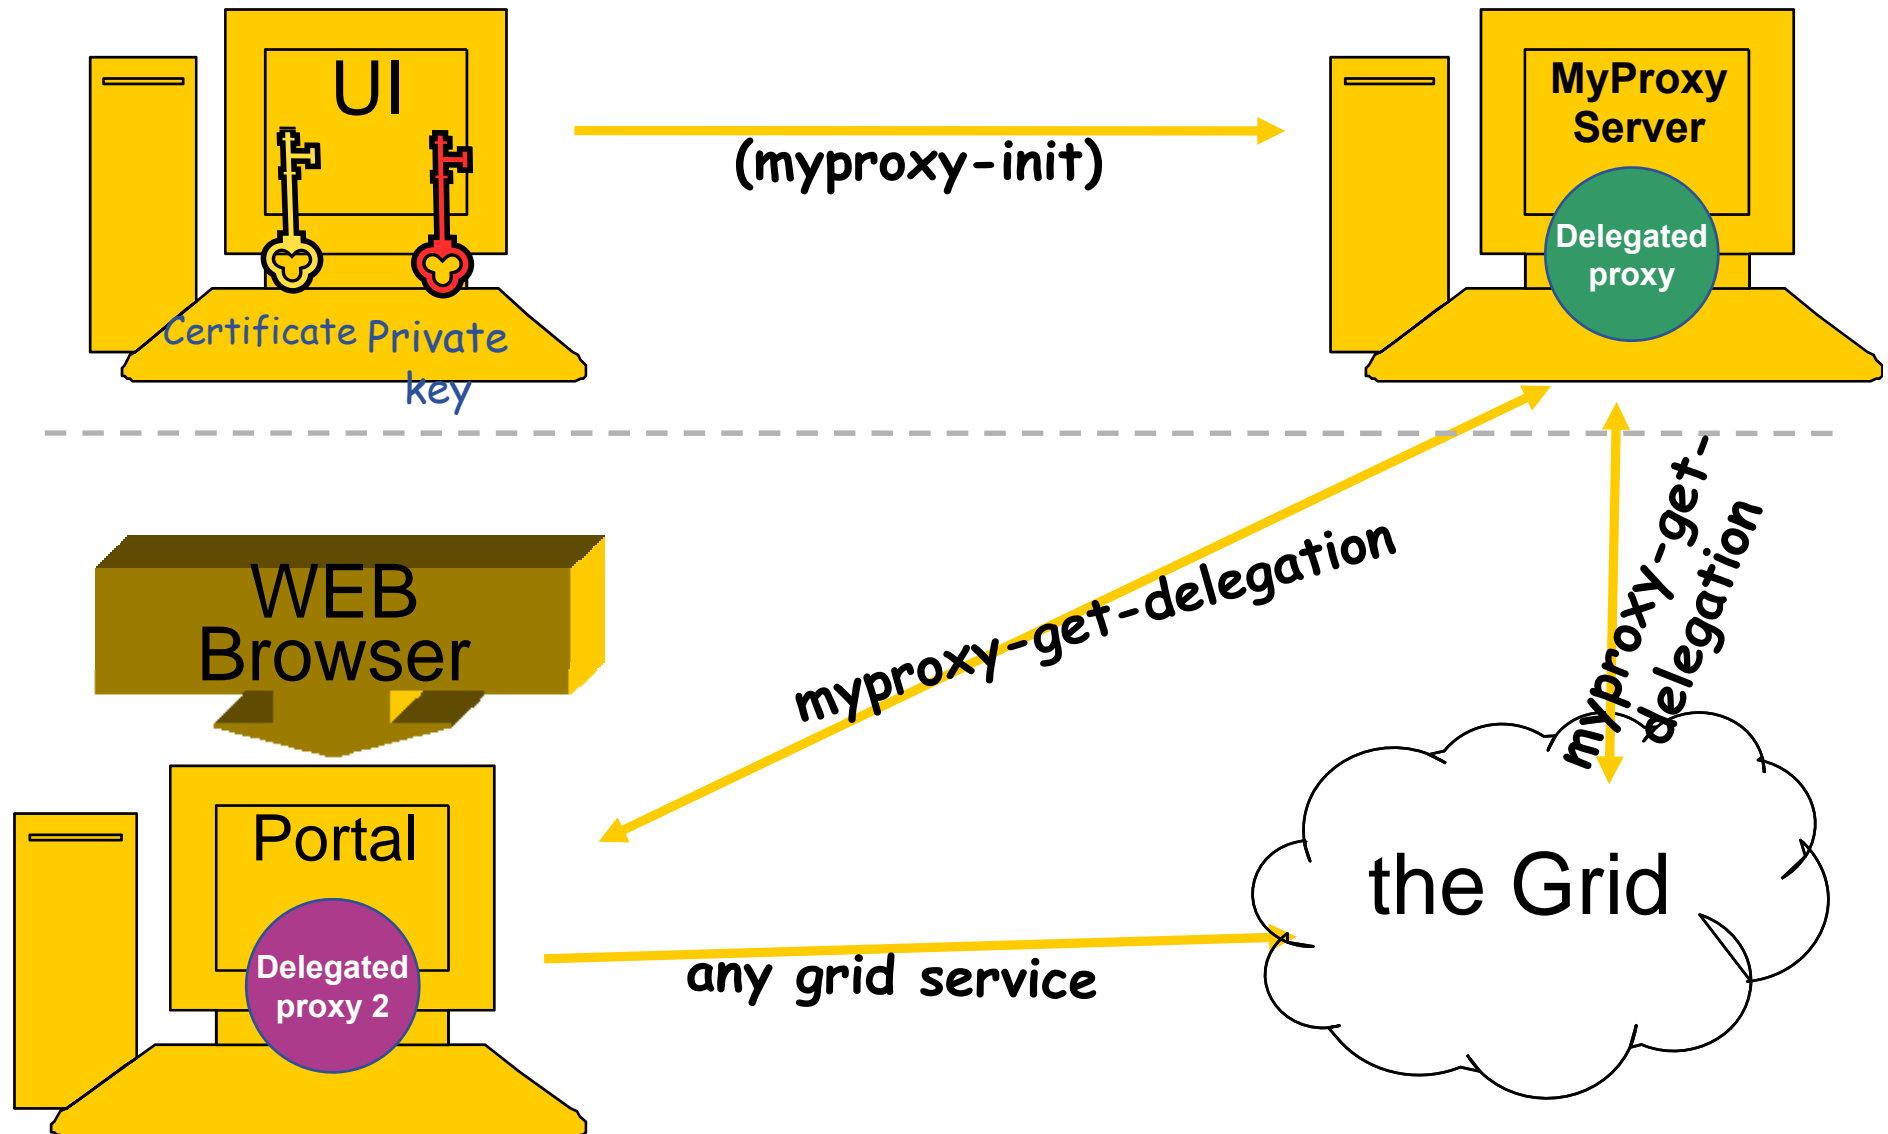 UI
MyProxy
Server
(myproxy-init)
Delegated
proxy
Certificate
Private
key
myproxy-get-
delegation
myproxy-get-delegation
WEB
Browser
Portal
the Grid
Delegated
proxy 2
any grid service